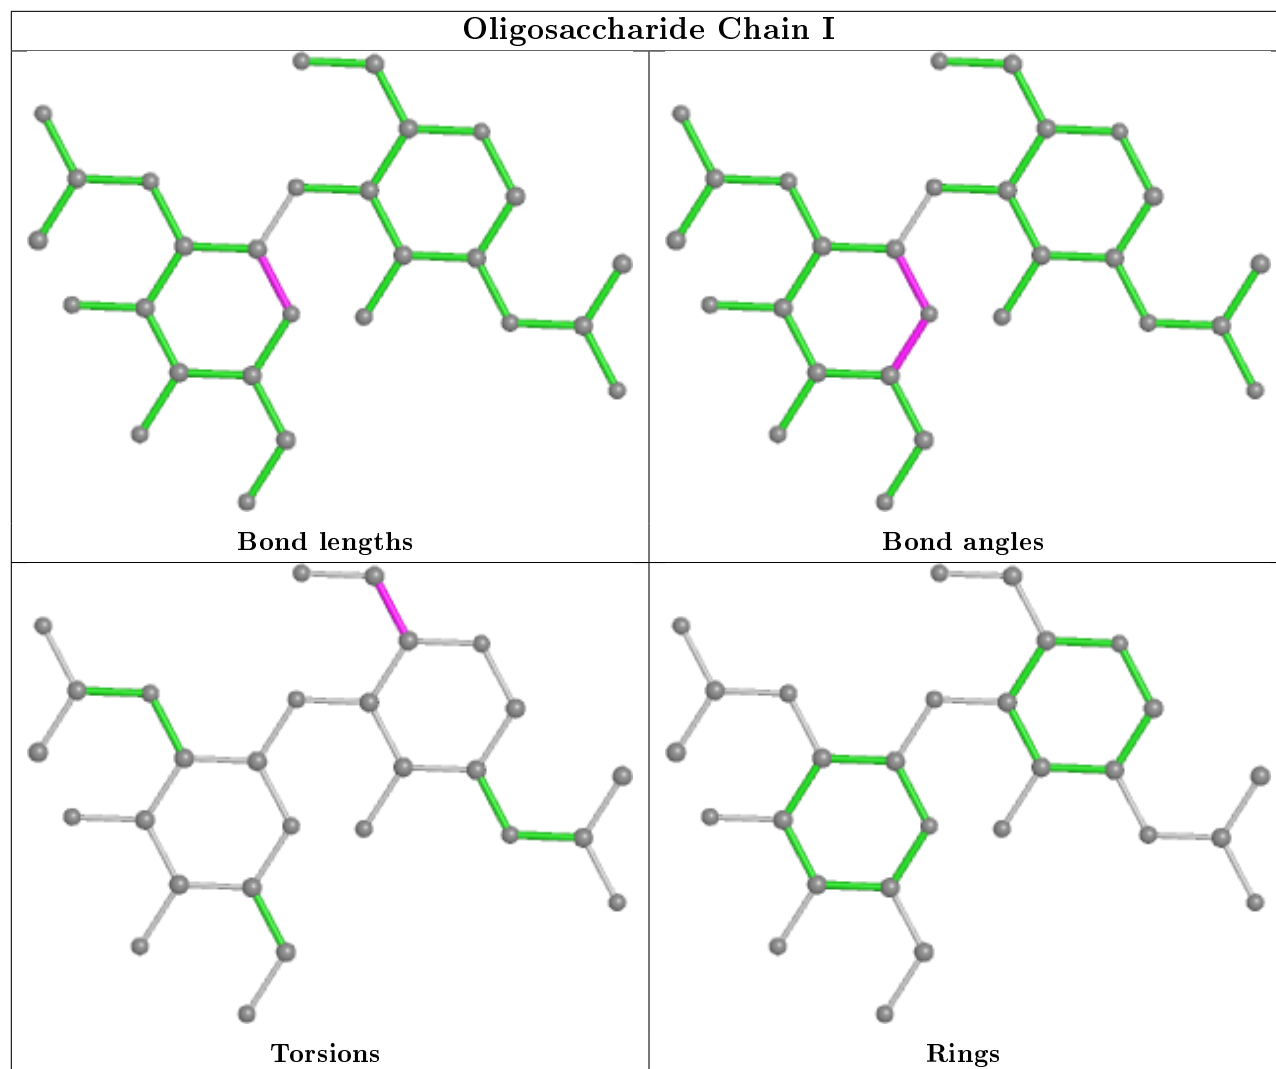 Oligosaccharide Chain I
Bond lengths
Bond angles
Torsions
Rings